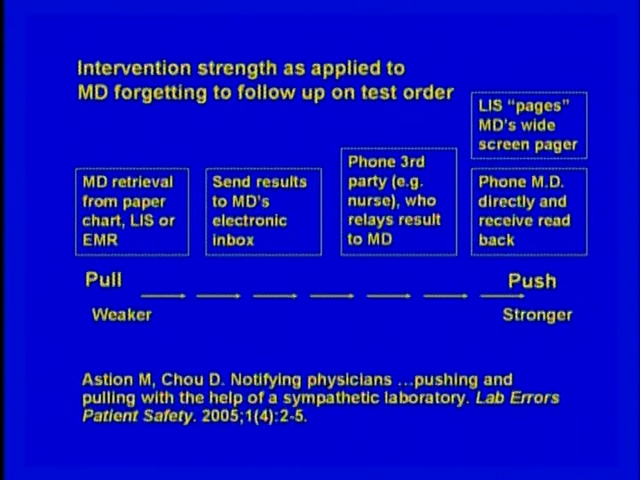 Intervention strength as applied to
MD forgetting to follow up on test order
LIS “pages”
MD's wide
screen pager
MD retrieval
from paper
chart, LIS or
EMR
Send results
to MD's
electronic
inbox
Phone 3rd
party (e.g.
nurse), who
relays result
to MD
Phone M.D.
directly and
receive read
back
Pull
Push
Weaker
Stronger
Astion M, Chou D. Notifying physicians …pushing and
pulling with the help of a sympathetic laboratory. Lab Errors
Patient Safety. 2005;1(4):2-5.